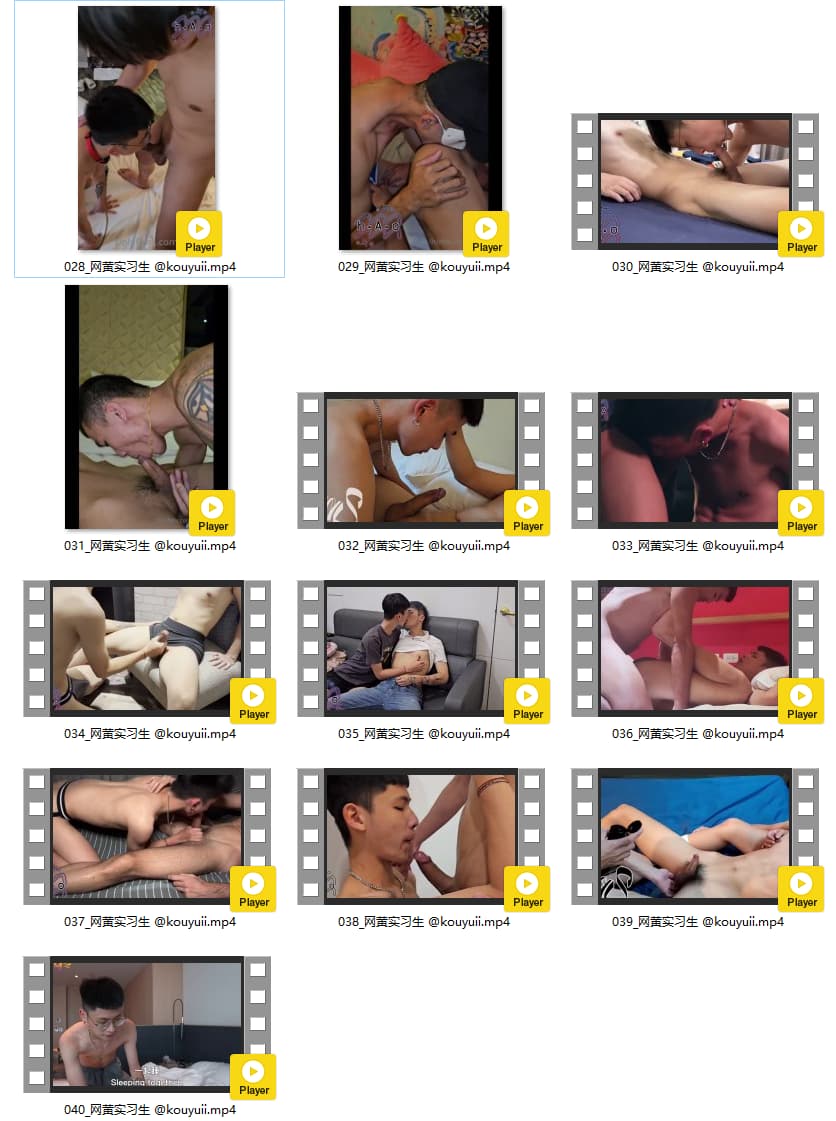 Player
Player
Player
028_网黄实习生 @kouyuii.mp4
029_网黄实习生 @kouyuii.mp4
030_网黄实习生 @kouyuii.mp4
Player
Player
Player
031_网黄实习生 @kouyuii.mp4
032_网黄实习生 @kouyuii.mp4
033_网黄实习生 @kouyuii.mp4
Player
Player
Player
034_网黄实习生 @kouyuii.mp4
035_网黄实习生 @kouyuii.mp4
036_网黄实习生 @kouyuii.mp4
Player
Player
Player
037_网黄实习生 @kouyuii.mp4
038_网黄实习生 @kouyuii.mp4
039_网黄实习生 @kouyuii.mp4
Sleeping together
Player
040_网黄实习生 @kouyuii.mp4